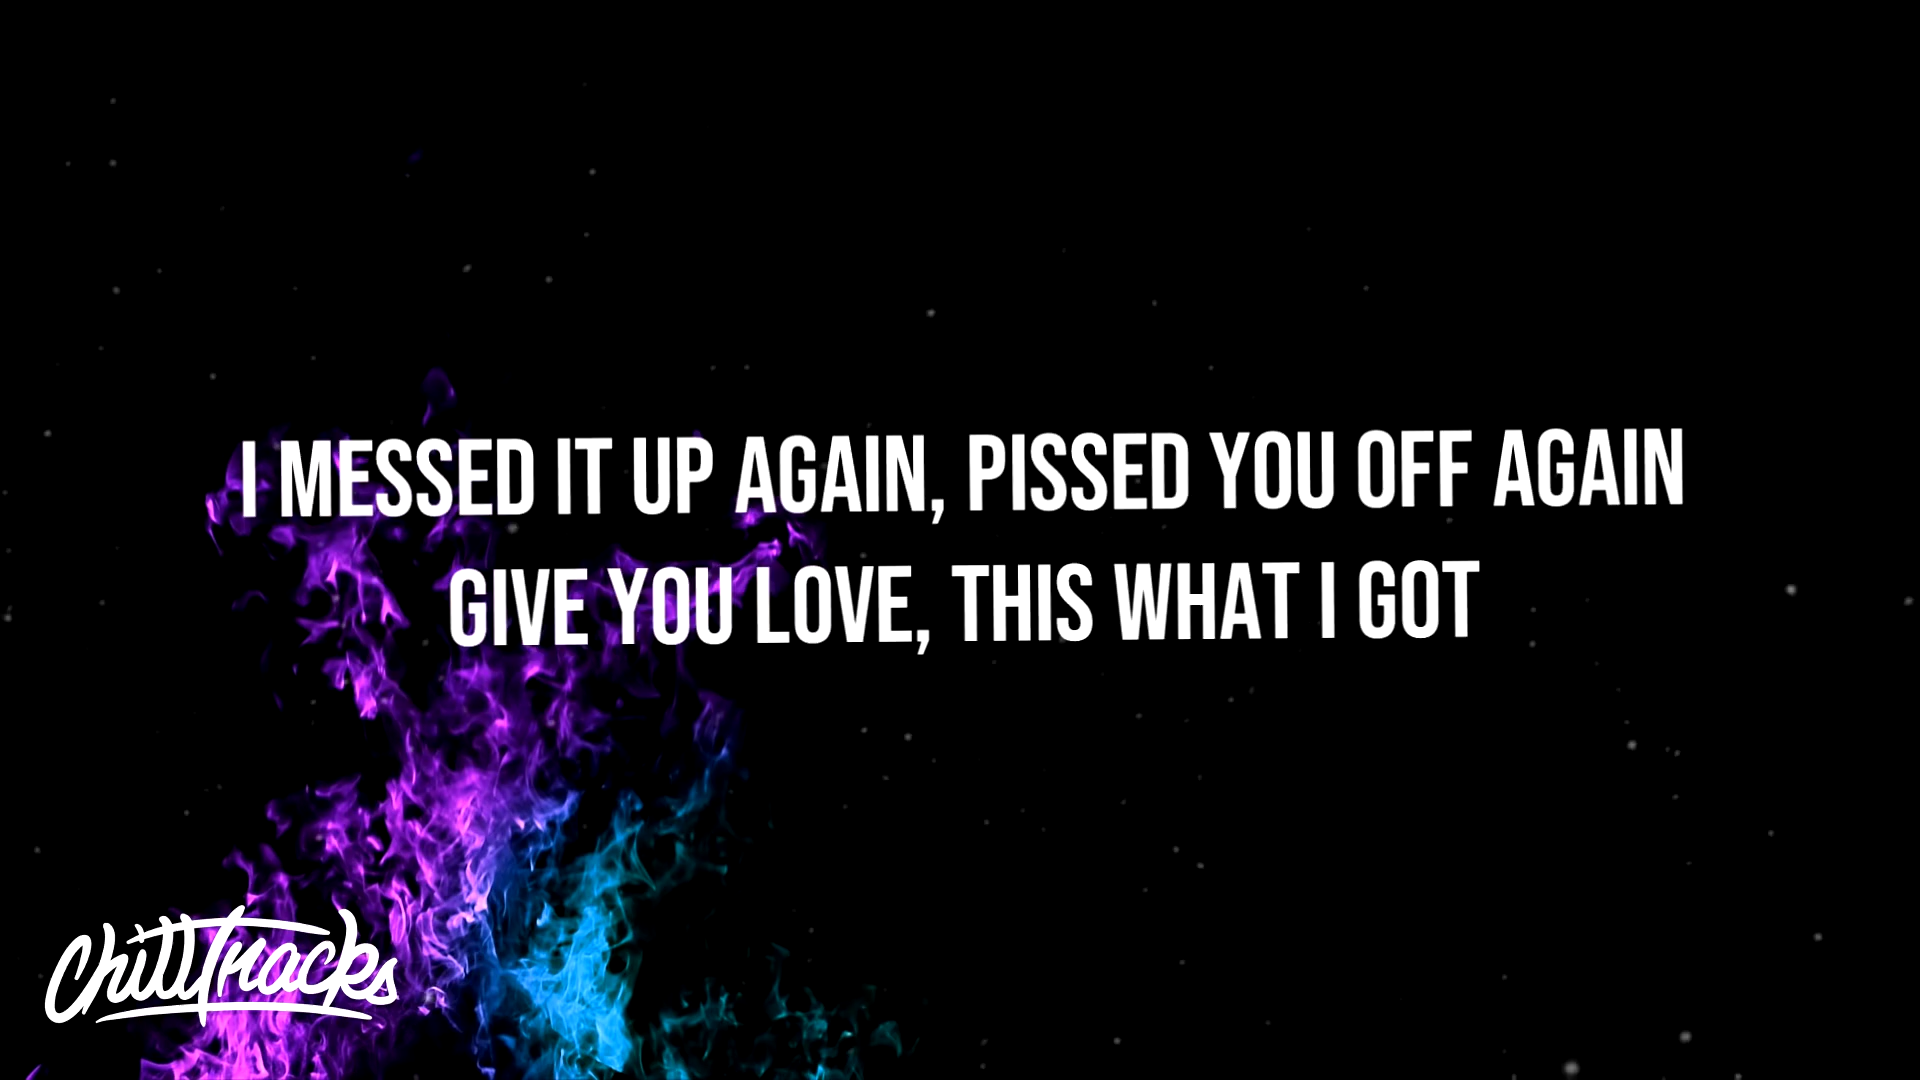 I MESSED IT UP AGAIN, PISSED YOU OFF AGAIN
GIVE YOU LOVE, THIS WHAT I GOT
ChillTracks